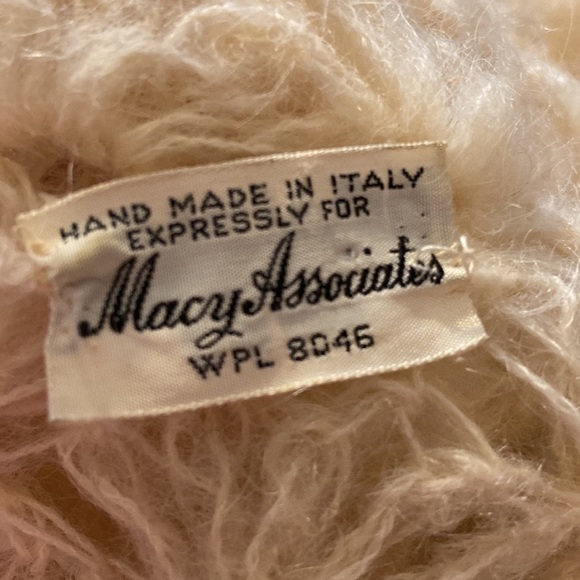 HAND MADE IN ITALY
EXPRESSLY FOR
Macy Associates
WPL 8046